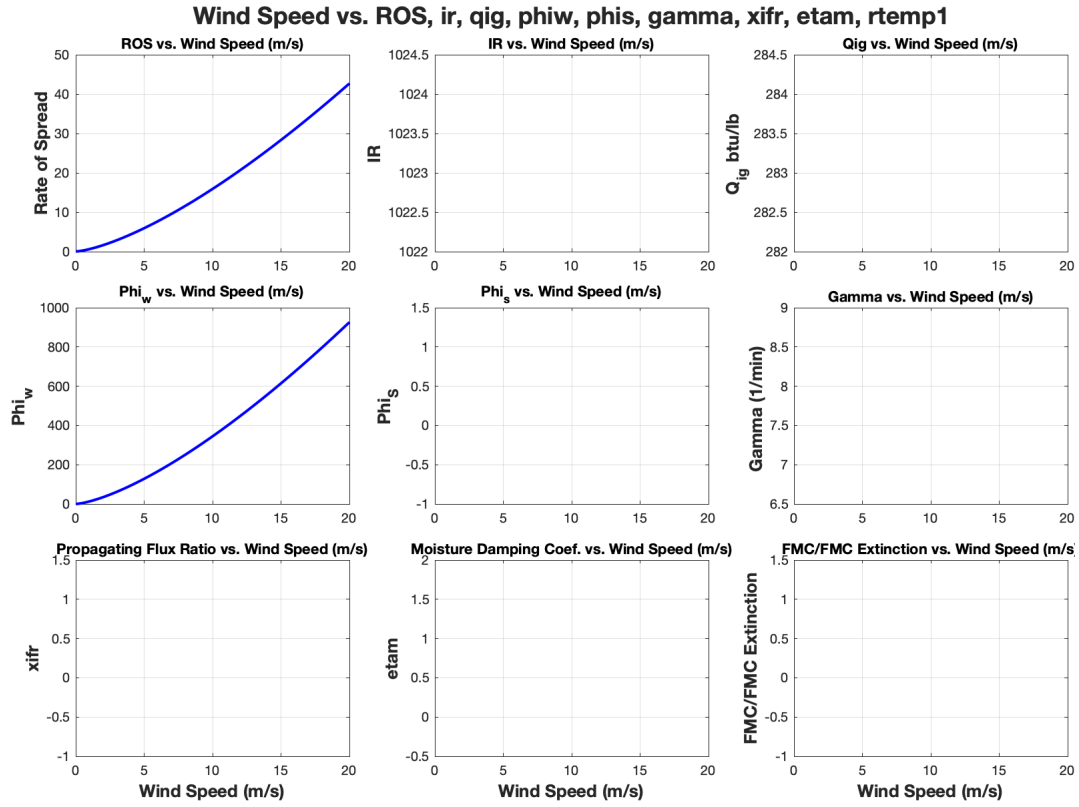 Wind Speed vs. ROS, ir, qig, phiw, phis, gamma, xifr, etam, rtemp1
ROS vs. Wind Speed (m/s)
Rate of Spread
50
40
30
20
10
0
0 5 10 15 20
IR vs. Wind Speed (m/s)
IR
1024.5
1024
1023.5
1023
1022.5
1022
0 5 10 15 20
Qig vs. Wind Speed (m/s)
Qig btu/lb
284.5
284
283.5
283
282.5
282
0 5 10 15 20
Phiw vs. Wind Speed (m/s)
Phiw
1000
800
600
400
200
0
0 5 10 15 20
Phis vs. Wind Speed (m/s)
PhiS
1.5
1
0.5
0
-0.5
-1
0 5 10 15 20
Gamma vs. Wind Speed (m/s)
Gamma (1/min)
9
8.5
8
7.5
7
6.5
0 5 10 15 20
Propagating Flux Ratio vs. Wind Speed (m/s)
xifr
1.5
1
0.5
0
-0.5
-1
0 5 10 15 20
Wind Speed (m/s)
Moisture Damping Coef. vs. Wind Speed (m/s)
etam
2
1.5
1
0.5
0
-0.5
0 5 10 15 20
Wind Speed (m/s)
FMC/FMC Extinction vs. Wind Speed (m/s)
FMC/FMC Extinction
1.5
1
0.5
0
-0.5
-1
0 5 10 15 20
Wind Speed (m/s)